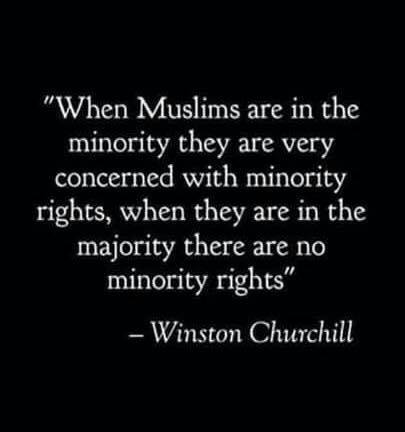 "When Muslims are in the
minority they are very
concerned with minority
rights, when they are in the
majority there are no
minority rights"
– Winston Churchill